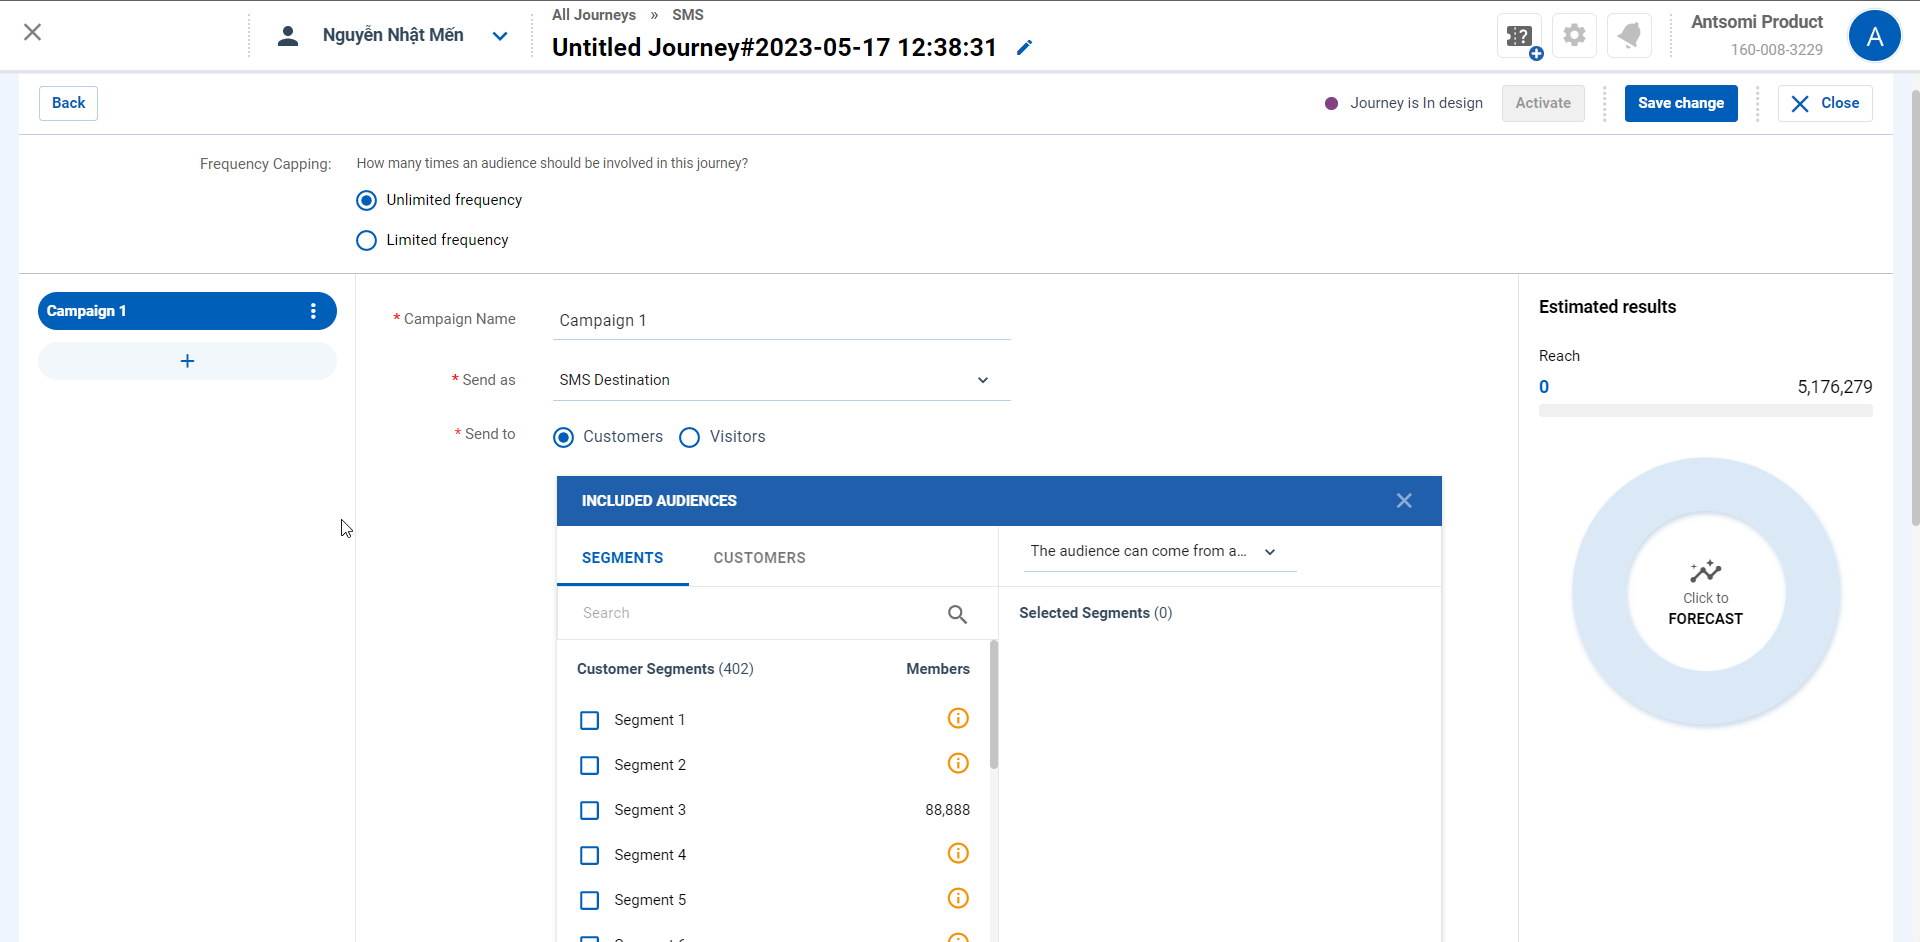 Nguyễn Nhật Mến
All Journeys » SMS
Untitled Journey#2023-05-17 12:38:31
Antsomi Product
160-008-3229
A
Back
Journey is In design
Activate
Save change
Close
Frequency Capping:
How many times an audience should be involved in this journey?
Unlimited frequency
Limited frequency
Campaign 1
+
* Campaign Name
Campaign 1
* Send as
SMS Destination
* Send to
Customers
Visitors
INCLUDED AUDIENCES
SEGMENTS
CUSTOMERS
The audience can come from a...
Search
Selected Segments (0)
Customer Segments (402)
Members
Segment 1
Segment 2
Segment 3
88,888
Segment 4
Segment 5
Estimated results
Reach
0
5,176,279
Click to
FORECAST